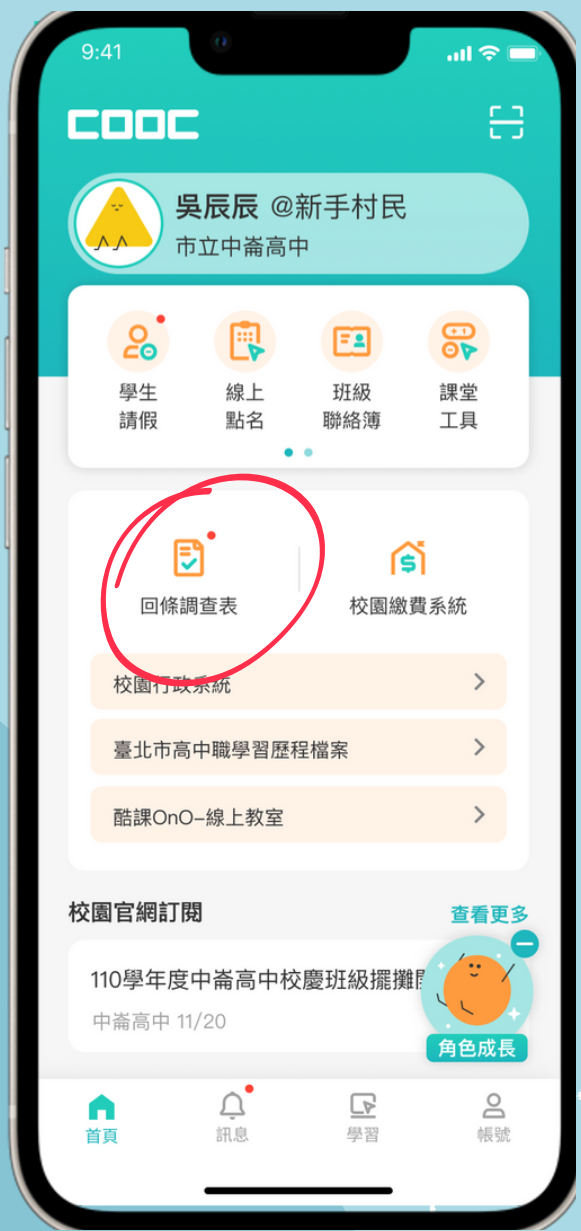 9:41
COOC
吳辰辰 @新手村民
市立中崙高中
學生
請假
線上
點名
班級
聯絡簿
課堂
工具
回條調查表
校園繳費系統
校園行政系統
臺北市高中職學習歷程檔案
酷課OnO-線上教室
校園官網訂閱
查看更多
110學年度中崙高中校慶班級擺攤
中崙高中 11/20
角色成長
首頁
訊息
學習
帳號